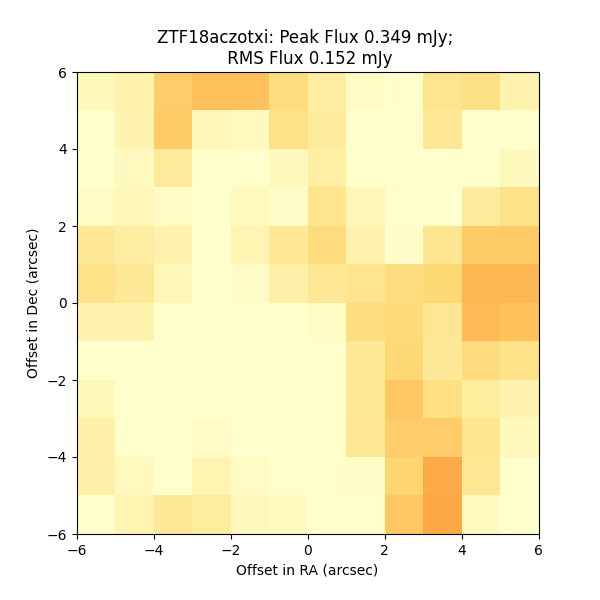 ZTF18aczotxi: Peak Flux 0.349 mJy;
RMS Flux 0.152 mJy
6
4
2
0
−2
−4
−6
Offset in Dec (arcsec)
−6 −4 −2 0 2 4 6
Offset in RA (arcsec)